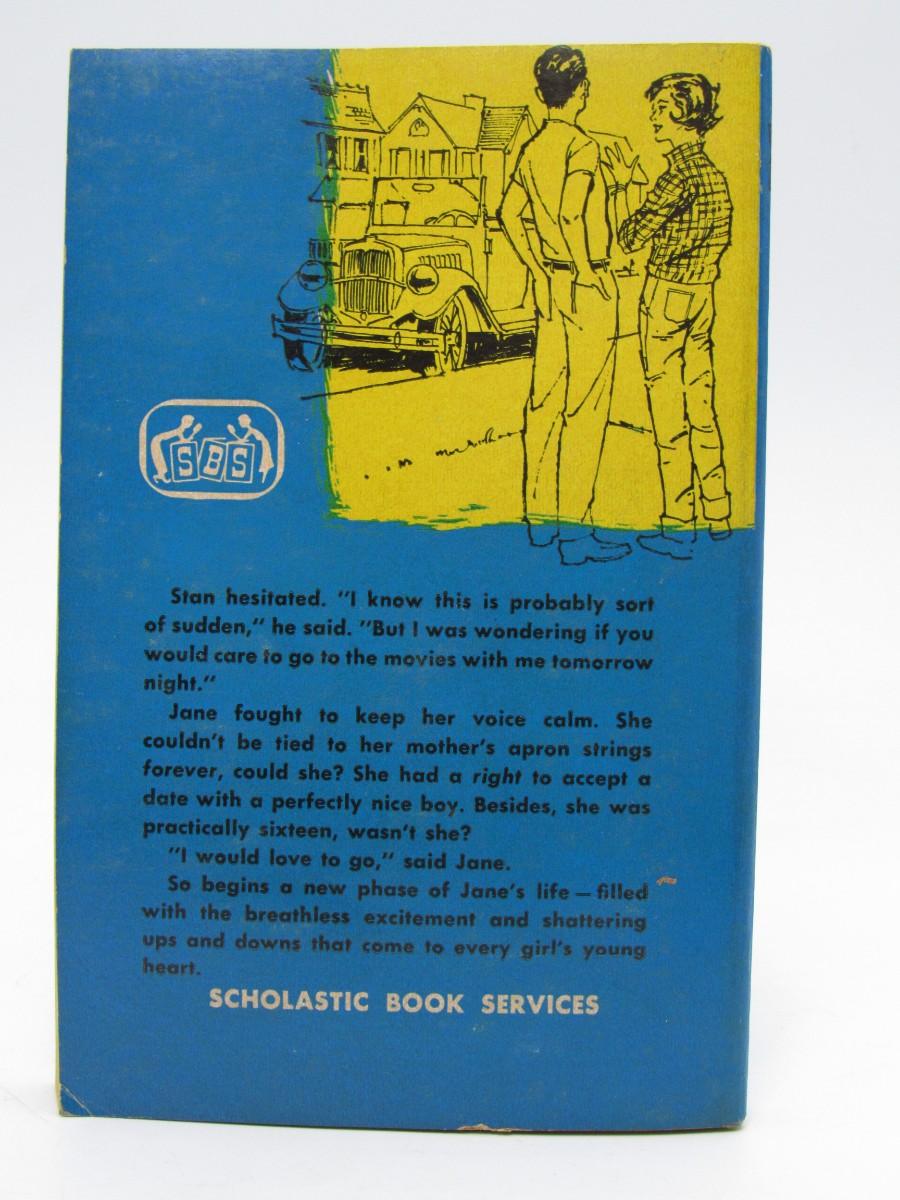 SBS
Stan hesitated. "I know this is probably sort
of sudden," he said. "But I was wondering if you
would care to go to the movies with me tomorrow
night."
Jane fought to keep her voice calm. She
couldn't be tied to her mother's apron strings
forever, could she? She had a right to accept a
date with a perfectly nice boy. Besides, she was
practically sixteen, wasn't she?
"I would love to go," said Jane.
So begins a new phase of Jane's life — filled
with the breathless excitement and shattering
ups and downs that come to every girl's young
heart.
SCHOLASTIC BOOK SERVICES